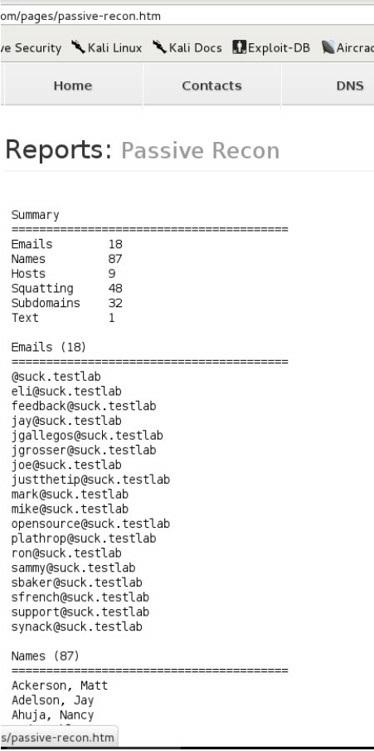 om/pages/passive-recon.htm
ve Security Kali Linux Kali Docs Exploit-DB Aircrac
Home Contacts DNS
Reports: Passive Recon
Summary
=========================================
Emails 18
Names 87
Hosts 9
Squatting 48
Subdomains 32
Text 1
Emails (18)
=========================================
@suck.testlab
eli@suck.testlab
feedback@suck.testlab
jay@suck.testlab
jgallegos@suck.testlab
jgrosser@suck.testlab
joe@suck.testlab
justthetip@suck.testlab
mark@suck.testlab
mike@suck.testlab
opensource@suck.testlab
plathrop@suck.testlab
ron@suck.testlab
sammy@suck.testlab
sbaker@suck.testlab
sfrench@suck.testlab
support@suck.testlab
synack@suck.testlab
Names (87)
=========================================
Ackerson, Matt
Adelson, Jay
Ahuja, Nancy
s/passive-recon.htm